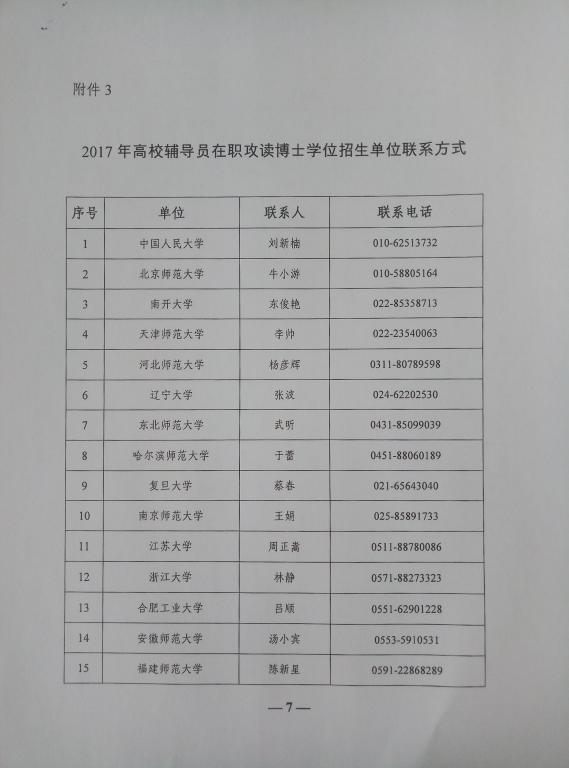 附件 3
2017 年高校辅导员在职攻读博士学位招生单位联系方式
序号 单位 联系人 联系电话
1 中国人民大学 刘新楠 010-62513732
2 北京师范大学 牛小游 010-58805164
3 南开大学 东俊艳 022-85358713
4 天津师范大学 李帅 022-23540063
5 河北师范大学 杨彦辉 0311-80789598
6 辽宁大学 张波 024-62202530
7 东北师范大学 武昕 0431-85099039
8 哈尔滨师范大学 于蕾 0451-88060189
9 复旦大学 蔡春 021-65643040
10 南京师范大学 王娟 025-85891733
11 江苏大学 周正嵩 0511-88780086
12 浙江大学 林静 0571-88273323
13 合肥工业大学 吕顺 0551-62901228
14 安徽师范大学 汤小宾 0553-5910531
15 福建师范大学 陈新星 0591-22868289
— 7 —